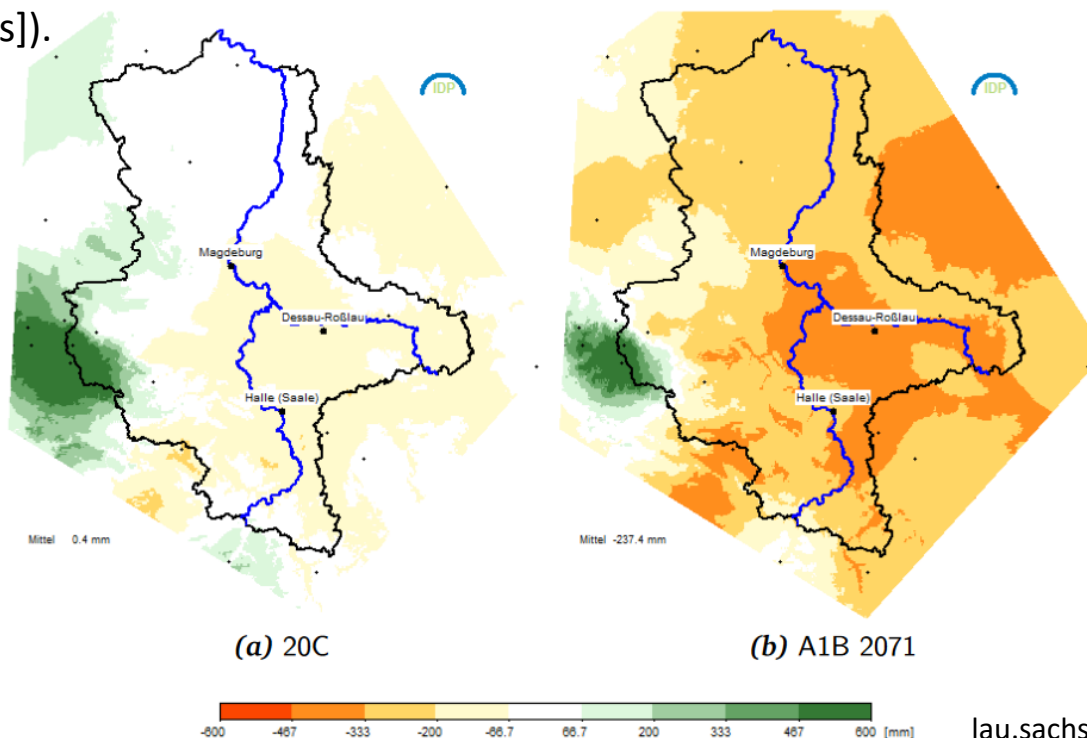 s]).
IDP
IDP
Magdeburg
Magdeburg
Dessau-Roßlau
Dessau-Roßlau
Halle (Saale)
Halle (Saale)
Mittel 0.4 mm
Mittel -237.4 mm
(a) 20C
(b) A1B 2071
-600 -467 -333 -200 -66.7 66.7 200 333 467 600 [mm]
lau.sachs